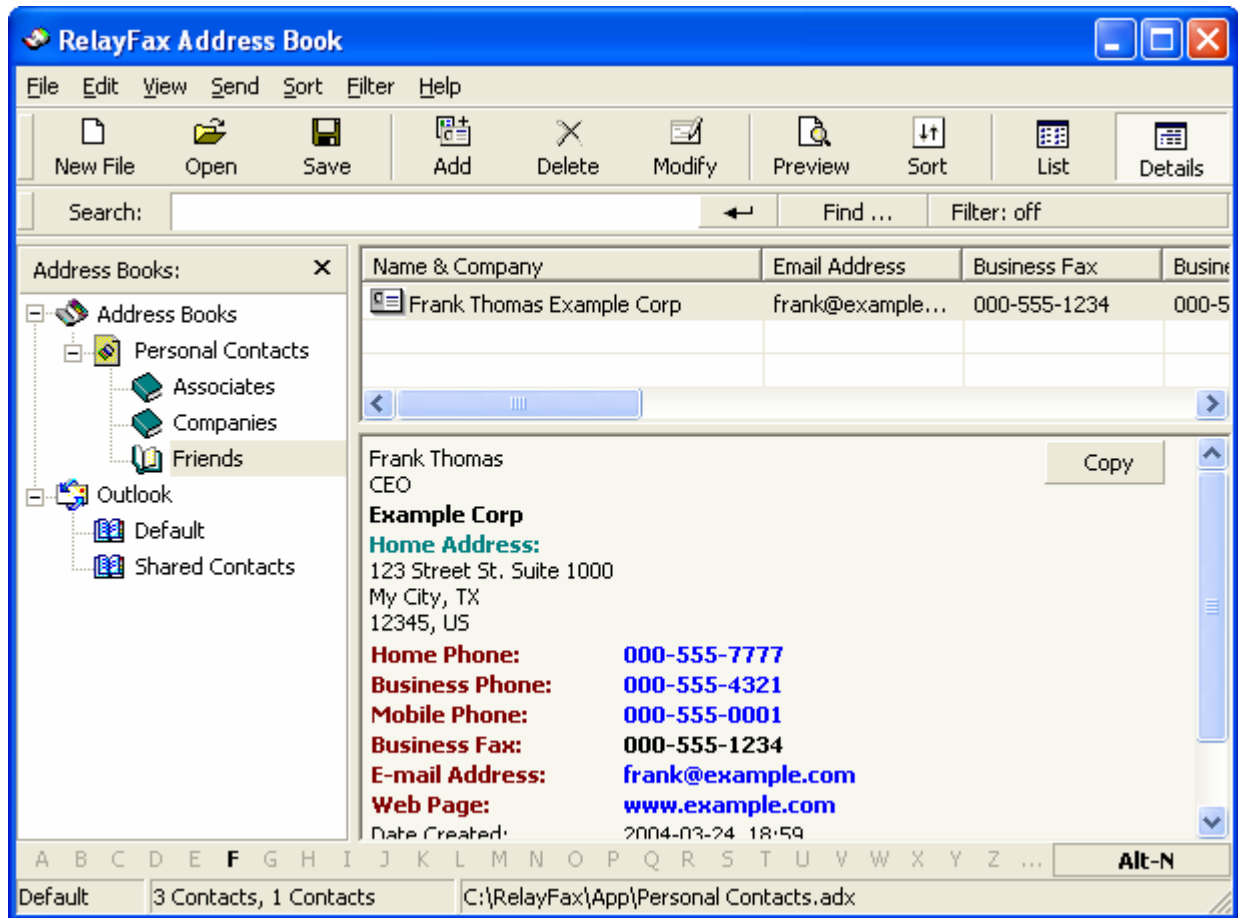 RelayFax Address Book
File Edit View Send Sort Filter Help
New File Open Save Add Delete Modify Preview Sort List Details
Search: Find ... Filter: off
Address Books:
Address Books
Personal Contacts
Associates
Companies
Friends
Outlook
Default
Shared Contacts
Name & Company Email Address Business Fax Busine
Frank Thomas Example Corp frank@example... 000-555-1234 000-5
Frank Thomas Copy
CEO
Example Corp
Home Address:
123 Street St. Suite 1000
My City, TX
12345, US
Home Phone: 000-555-7777
Business Phone: 000-555-4321
Mobile Phone: 000-555-0001
Business Fax: 000-555-1234
E-mail Address: frank@example.com
Web Page: www.example.com
Date Created: 2004-03-24 18:59
A B C D E F G H I J K L M N O P Q R S T U V W X Y Z ... Alt-N
Default 3 Contacts, 1 Contacts C:\RelayFax\App\Personal Contacts.adx